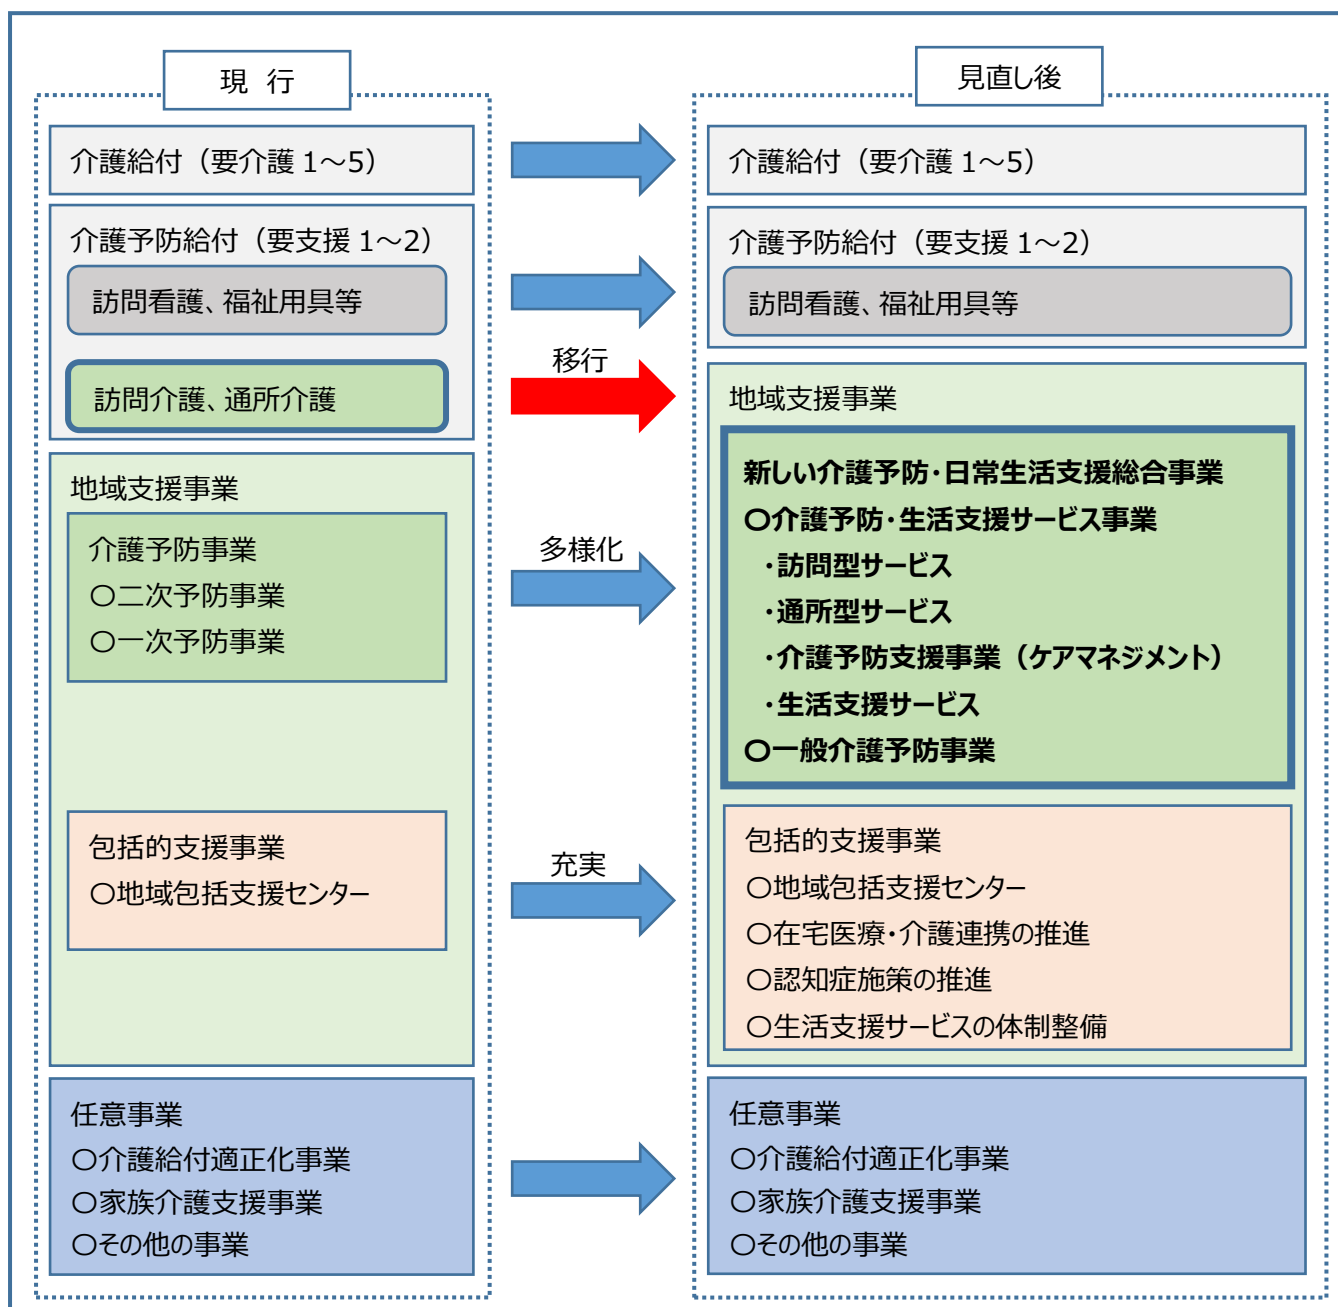 現 行
介護給付（要介護 1～5）
介護予防給付（要支援 1～2）
訪問看護、福祉用具等
訪問介護、通所介護
地域支援事業
介護予防事業
〇二次予防事業
〇一次予防事業
包括的支援事業
〇地域包括支援センター
任意事業
〇介護給付適正化事業
〇家族介護支援事業
〇その他の事業
移行
多様化
充実
見直し後
介護給付（要介護 1～5）
介護予防給付（要支援 1～2）
訪問看護、福祉用具等
地域支援事業
新しい介護予防・日常生活支援総合事業
〇介護予防・生活支援サービス事業
・訪問型サービス
・通所型サービス
・介護予防支援事業（ケアマネジメント）
・生活支援サービス
〇一般介護予防事業
包括的支援事業
〇地域包括支援センター
〇在宅医療・介護連携の推進
〇認知症施策の推進
〇生活支援サービスの体制整備
任意事業
〇介護給付適正化事業
〇家族介護支援事業
〇その他の事業